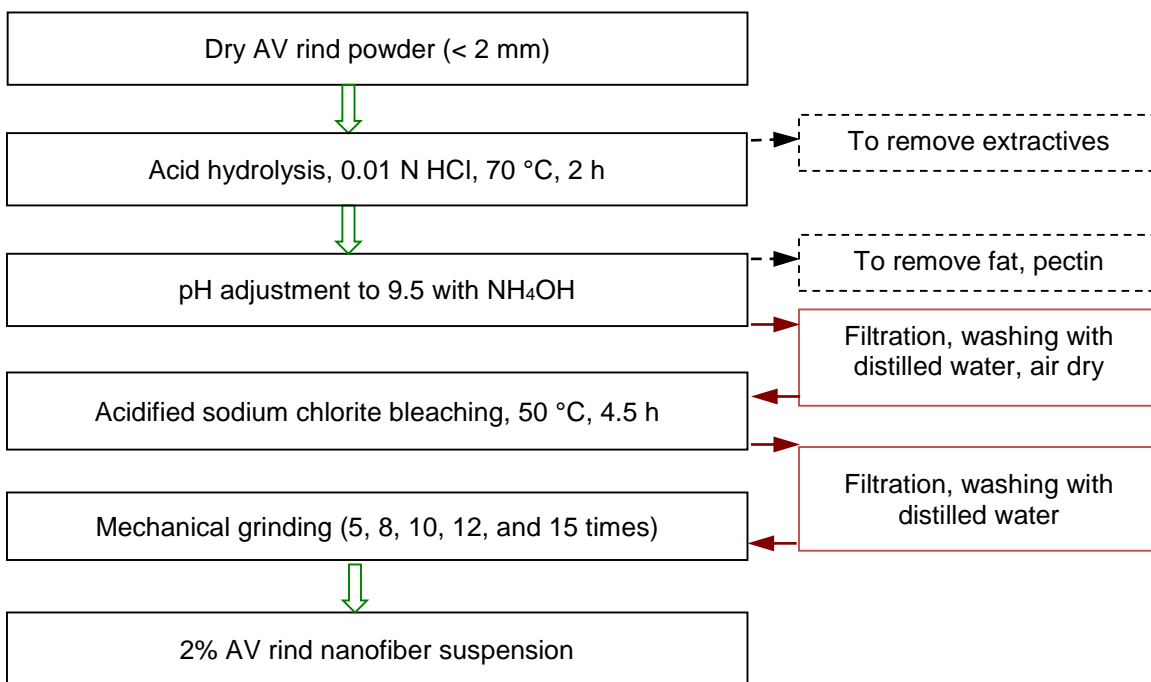 Dry AV rind powder (< 2 mm)
Acid hydrolysis, 0.01 N HCl, 70 °C, 2 h
To remove extractives
pH adjustment to 9.5 with NH₄OH
To remove fat, pectin
Filtration, washing with
distilled water, air dry
Acidified sodium chlorite bleaching, 50 °C, 4.5 h
Filtration, washing with
distilled water
Mechanical grinding (5, 8, 10, 12, and 15 times)
2% AV rind nanofiber suspension